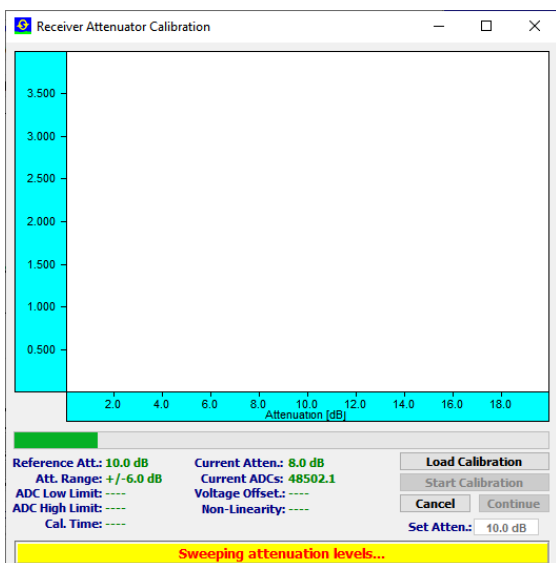 Receiver Attenuator Calibration
3.500
3.000
2.500
2.000
1.500
1.000
0.500
2.0 4.0 6.0 8.0 10.0 12.0 14.0 16.0 18.0
Attenuation [dB]
Reference Att.: 10.0 dB Current Atten.: 8.0 dB Load Calibration
Att. Range: +/-6.0 dB Current ADCs: 48502.1 Start Calibration
ADC Low Limit: ---- Voltage Offset.: ---- Cancel Continue
ADC High Limit: ---- Non-Linearity: ----
Cal. Time: ---- Set Atten.: 10.0 dB
Sweeping attenuation levels...